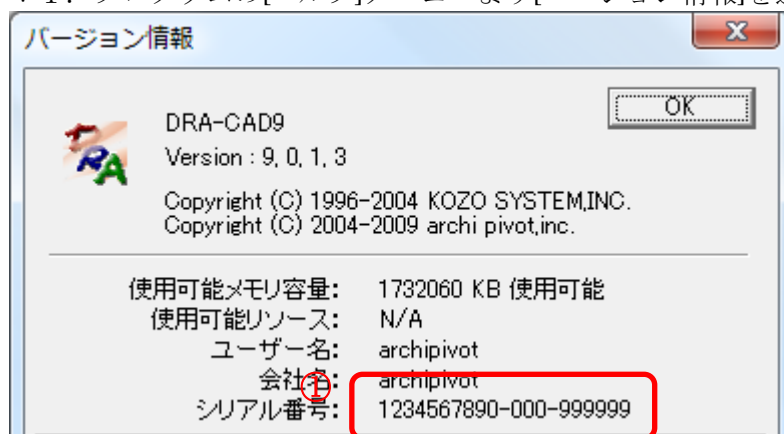 バージョン情報
OK
DRA-CAD9
Version : 9, 0, 1, 3
Copyright (C) 1996-2004 KOZO SYSTEM,INC.
Copyright (C) 2004-2009 archi pivot,inc.
使用可能メモリ容量: 1732060 KB 使用可能
使用可能リソース: N/A
ユーザー名: archipivot
会社名: archipivot
①
シリアル番号: 1234567890-000-999999